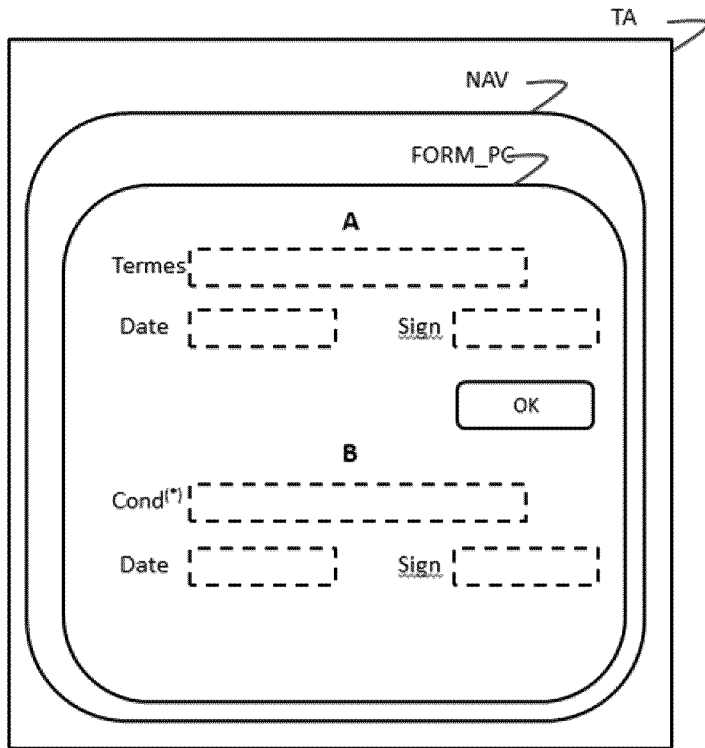 TA
NAV
FORM_PC
A
Termes
Date Sign
OK
B
Cond(*)
Date Sign